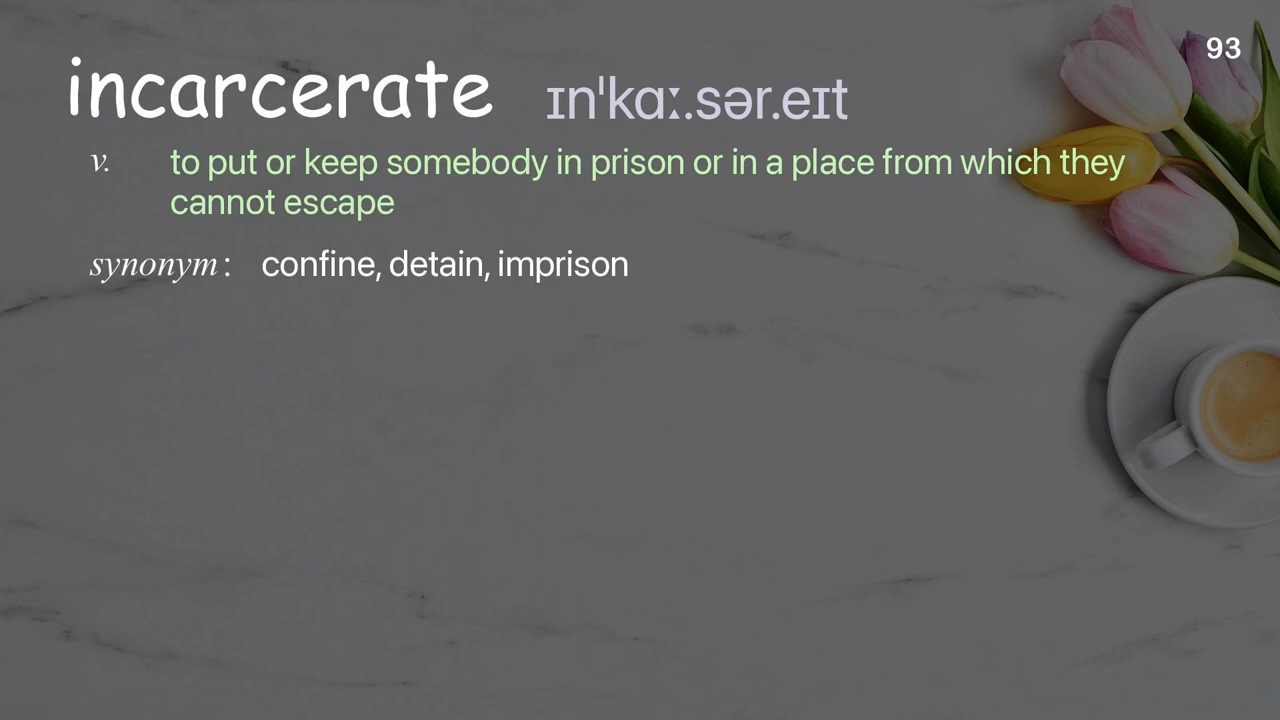 93
incarcerate ɪnˈkɑː.sər.eɪt
v. to put or keep somebody in prison or in a place from which they
cannot escape
synonym : confine, detain, imprison